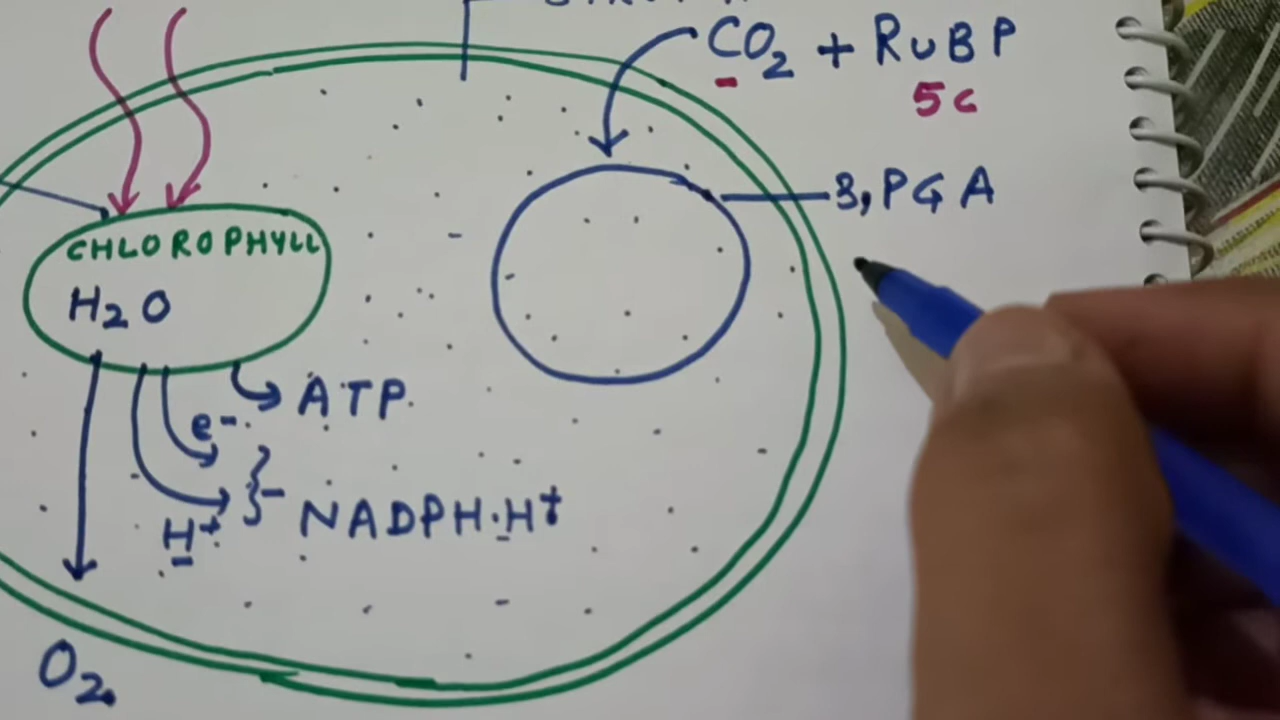 CO2 + RuBP
5c
3,PGA
CHLOROPHYLL
H2O
ATP
e-
H+
NADPH.H+
O2